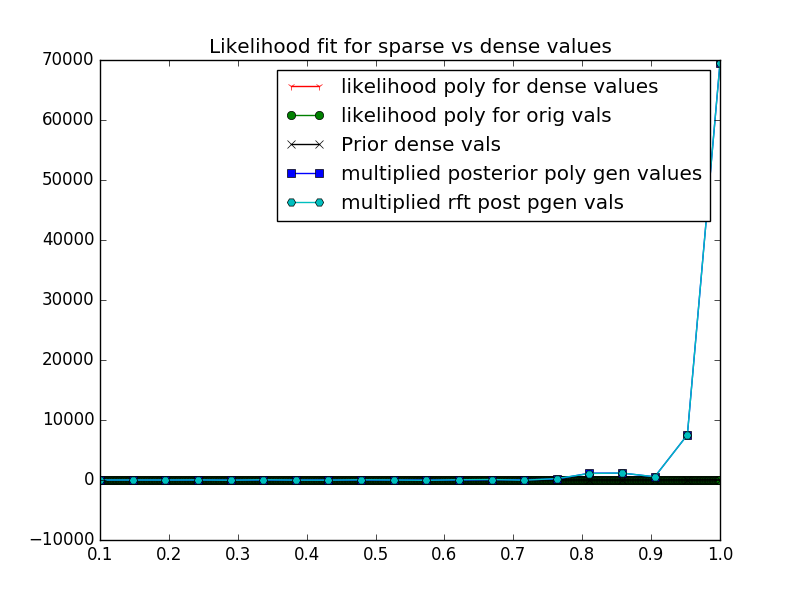 Likelihood fit for sparse vs dense values
70000
60000
50000
40000
30000
20000
10000
0
−10000
likelihood poly for dense values
likelihood poly for orig vals
Prior dense vals
multiplied posterior poly gen values
multiplied rft post pgen vals
0.1 0.2 0.3 0.4 0.5 0.6 0.7 0.8 0.9 1.0